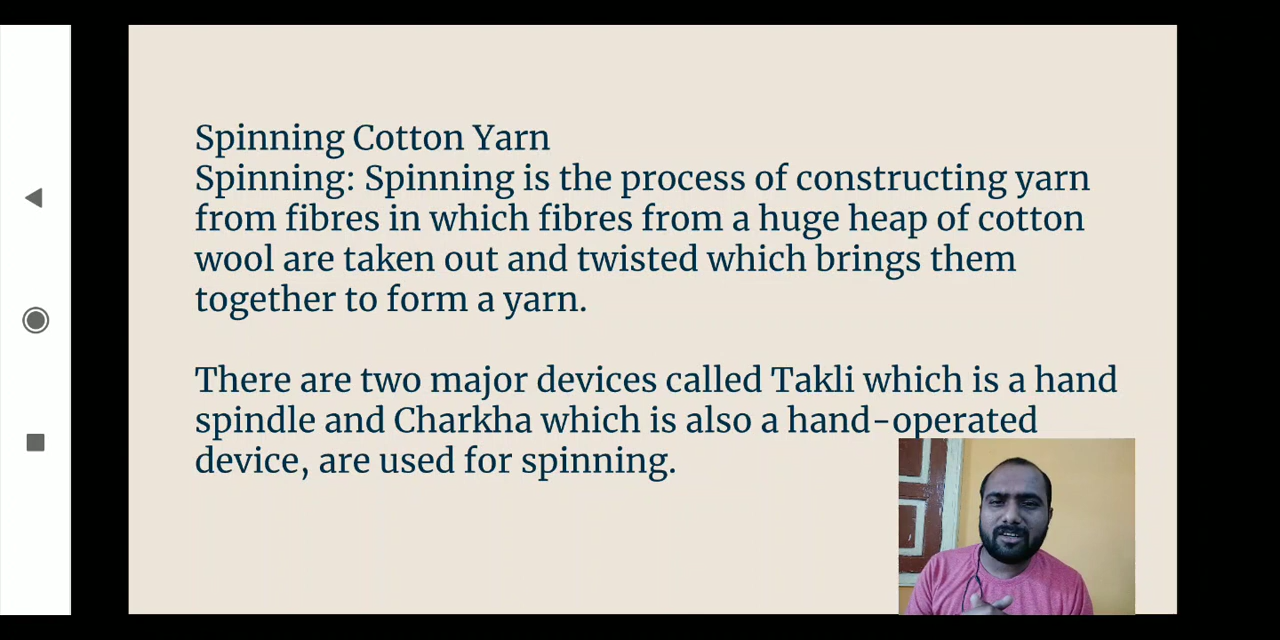 Spinning Cotton Yarn
Spinning: Spinning is the process of constructing yarn
from fibres in which fibres from a huge heap of cotton
wool are taken out and twisted which brings them
together to form a yarn.
There are two major devices called Takli which is a hand
spindle and Charkha which is also a hand-operated
device, are used for spinning.